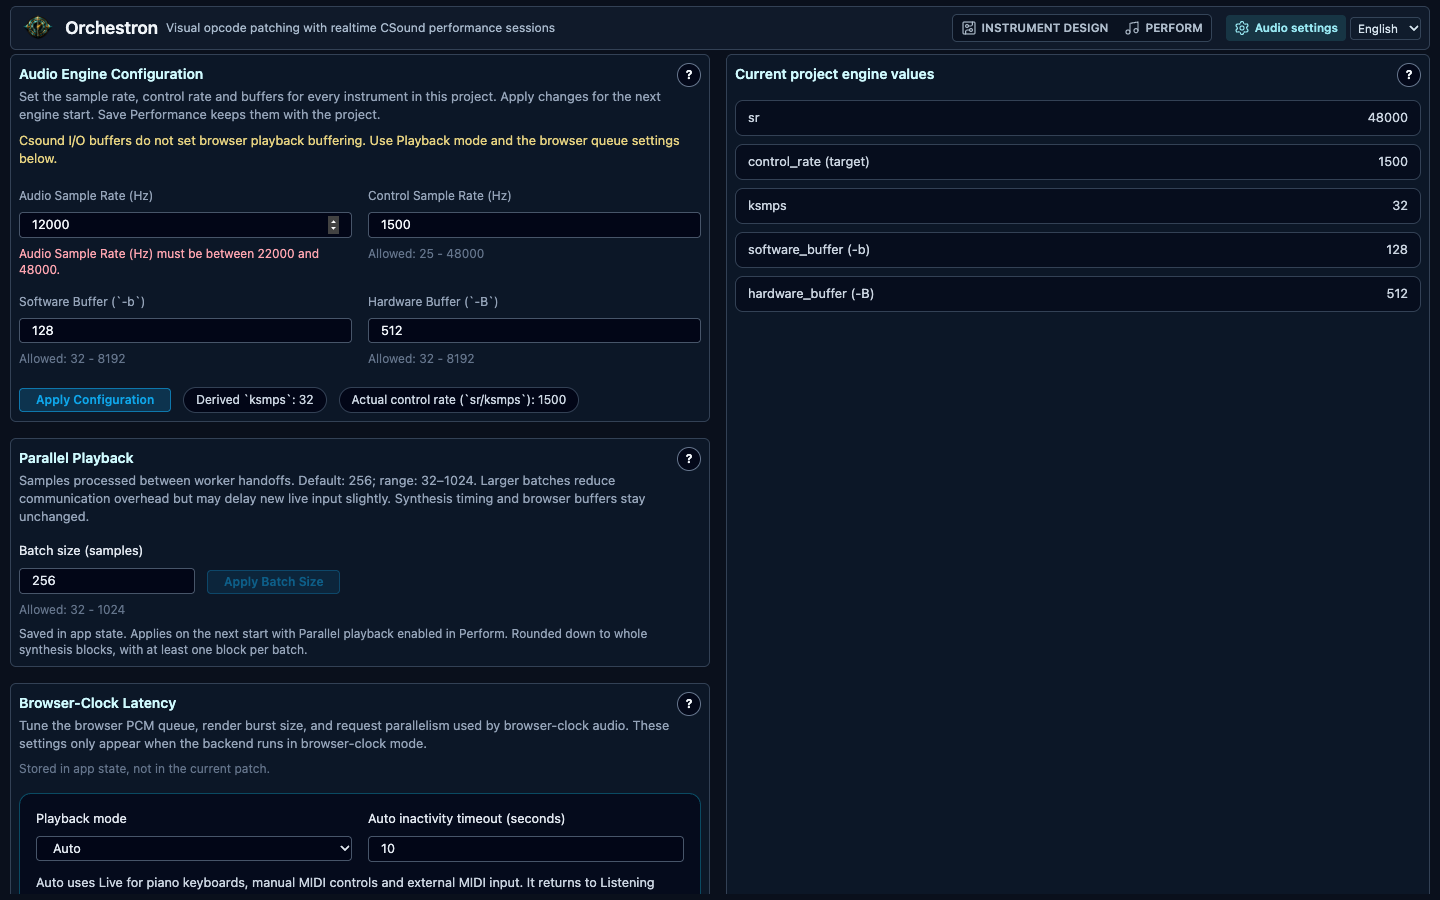 Orchestron
Visual opcode patching with realtime CSound performance sessions
INSTRUMENT DESIGN
PERFORM
Audio settings
English
Audio Engine Configuration
?
Set the sample rate, control rate and buffers for every instrument in this project. Apply changes for the next
engine start. Save Performance keeps them with the project.
Csound I/O buffers do not set browser playback buffering. Use Playback mode and the browser queue settings
below.
Audio Sample Rate (Hz)
Control Sample Rate (Hz)
12000
1500
Audio Sample Rate (Hz) must be between 22000 and
48000.
Allowed: 25 - 48000
Software Buffer (`-b`)
Hardware Buffer (`-B`)
128
512
Allowed: 32 - 8192
Allowed: 32 - 8192
Apply Configuration
Derived `ksmps`: 32
Actual control rate (`sr/ksmps`): 1500
Parallel Playback
?
Samples processed between worker handoffs. Default: 256; range: 32–1024. Larger batches reduce
communication overhead but may delay new live input slightly. Synthesis timing and browser buffers stay
unchanged.
Batch size (samples)
256
Apply Batch Size
Allowed: 32 - 1024
Saved in app state. Applies on the next start with Parallel playback enabled in Perform. Rounded down to whole
synthesis blocks, with at least one block per batch.
Browser-Clock Latency
?
Tune the browser PCM queue, render burst size, and request parallelism used by browser-clock audio. These
settings only appear when the backend runs in browser-clock mode.
Stored in app state, not in the current patch.
Playback mode
Auto inactivity timeout (seconds)
Auto
10
Auto uses Live for piano keyboards, manual MIDI controls and external MIDI input. It returns to Listening
Current project engine values
?
sr
48000
control_rate (target)
1500
ksmps
32
software_buffer (-b)
128
hardware_buffer (-B)
512